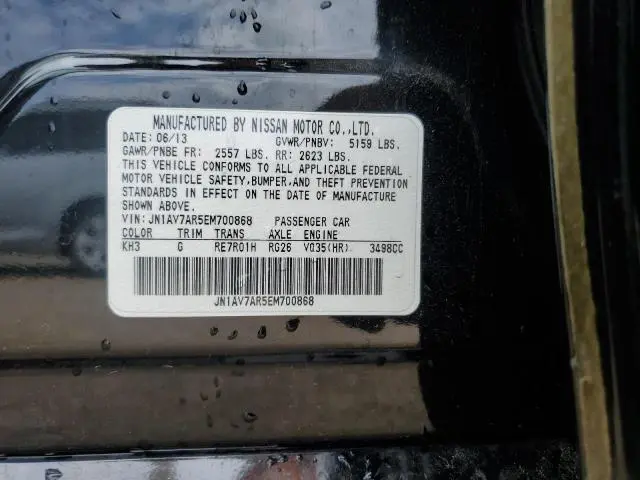 MANUFACTURED BY NISSAN MOTOR CO.,LTD.
DATE: 06/13 GVWR/PNBV: 5159 LBS.
GAWR/PNBE FR: 2557 LBS. RR: 2623 LBS.
THIS VEHICLE CONFORMS TO ALL APPLICABLE FEDERAL
MOTOR VEHICLE SAFETY,BUMPER,AND THEFT PREVENTION
STANDARDS IN EFFECT ON THE DATE OF MANUFACTURE
SHOWN ABOVE.
VIN: JN1AV7AR5EM700868 PASSENGER CAR
COLOR TRIM TRANS AXLE ENGINE
KH3 G RE7R01H RG26 VQ35(HR) 3498CC
JN1AV7AR5EM700868